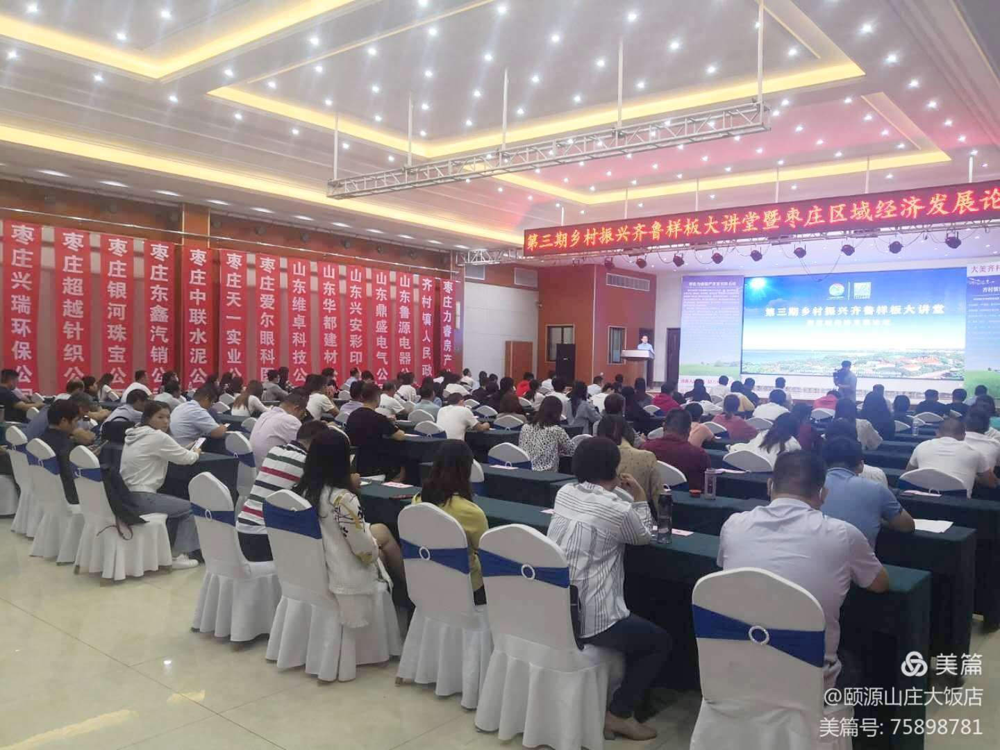 第三期乡村振兴齐鲁样板大讲堂暨枣庄区域经济发展论
枣庄兴瑞环保公
枣庄超越针织公
枣庄银河珠宝公
枣庄东鑫汽销公
枣庄中联水泥公
枣庄天一实业公
枣庄爱尔眼科医
山东维卓科技公
山东华都建材
山东兴安彩印
山东鼎盛电气公
山东鲁源电器公
齐村镇人民政
枣庄力睿房产
第三期乡村振兴齐鲁样板大讲堂
大美齐村
齐村镇
美篇
@颐源山庄大饭店
美篇号: 75898781